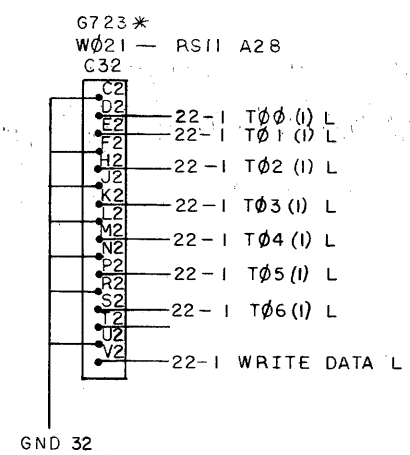 G723*
WØ21 — RS11 A28
C32
C2
D2
E2
F2
H2
J2
K2
L2
M2
N2
P2
R2
S2
T2
U2
V2
22-1 TØØ (1) L
22-1 TØ1 (1) L
22-1 TØ2 (1) L
22-1 TØ3 (1) L
22-1 TØ4 (1) L
22-1 TØ5 (1) L
22-1 TØ6 (1) L
22-1 WRITE DATA L
GND 32